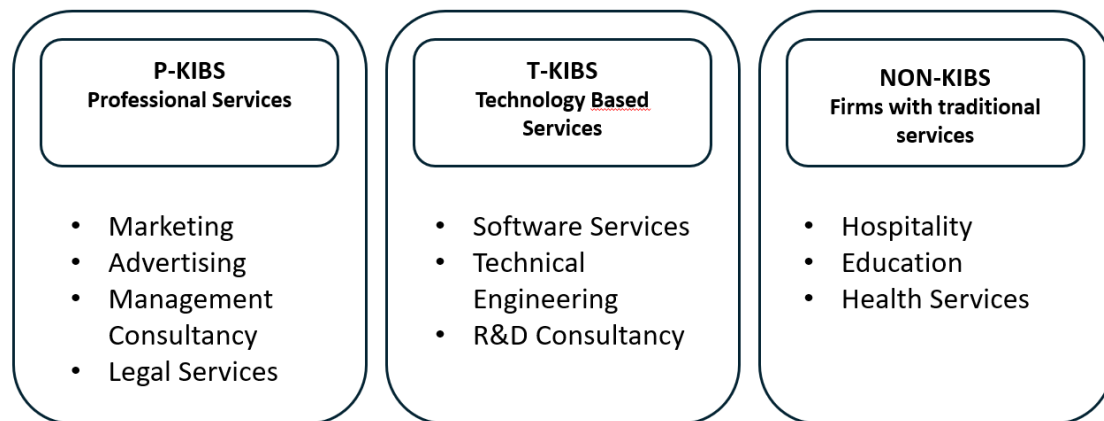 P-KIBS
Professional Services
• Marketing
• Advertising
• Management
Consultancy
• Legal Services
T-KIBS
Technology Based
Services
• Software Services
• Technical
Engineering
• R&D Consultancy
NON-KIBS
Firms with traditional
services
• Hospitality
• Education
• Health Services